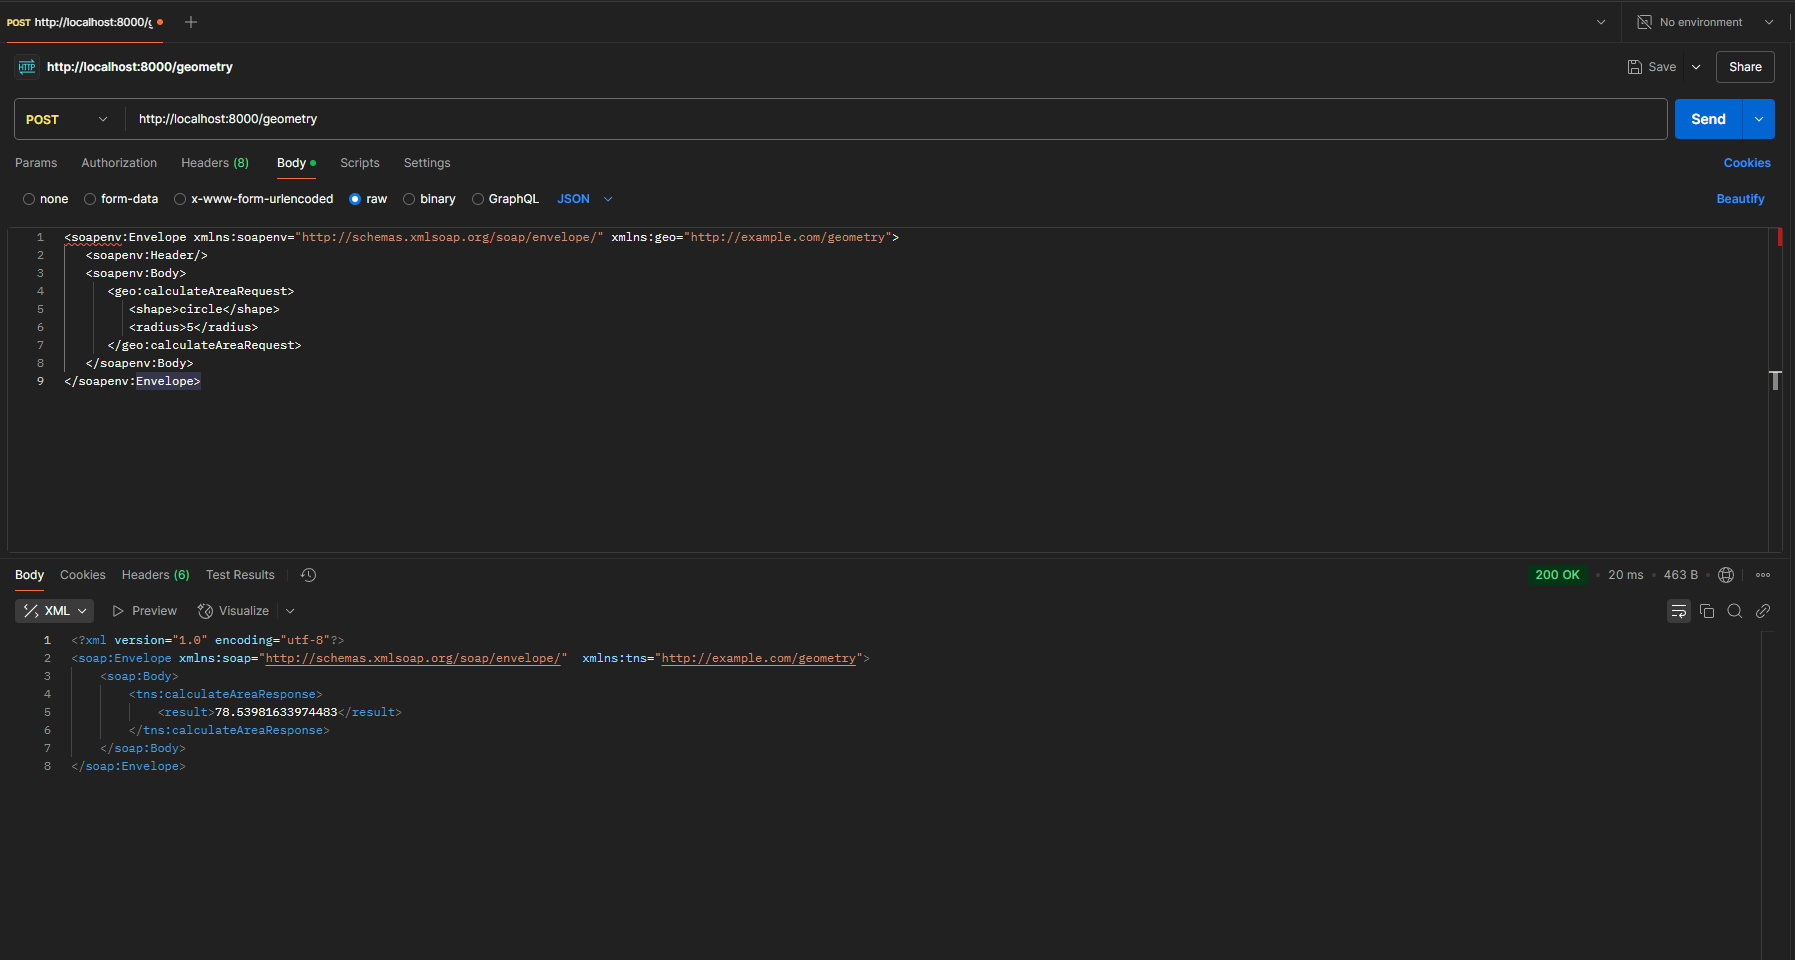 POST http://localhost:8000/g
No environment
HTTP http://localhost:8000/geometry
Save Share
POST http://localhost:8000/geometry Send
Params Authorization Headers (8) Body Scripts Settings Cookies
none form-data x-www-form-urlencoded raw binary GraphQL JSON Beautify
1 <soapenv:Envelope xmlns:soapenv="http://schemas.xmlsoap.org/soap/envelope/" xmlns:geo="http://example.com/geometry">
2 <soapenv:Header/>
3 <soapenv:Body>
4 <geo:calculateAreaRequest>
5 <shape>circle</shape>
6 <radius>5</radius>
7 </geo:calculateAreaRequest>
8 </soapenv:Body>
9 </soapenv:Envelope>
Body Cookies Headers (6) Test Results 200 OK 20 ms 463 B
XML Preview Visualize
1 <?xml version="1.0" encoding="utf-8"?>
2 <soap:Envelope xmlns:soap="http://schemas.xmlsoap.org/soap/envelope/" xmlns:tns="http://example.com/geometry">
3 <soap:Body>
4 <tns:calculateAreaResponse>
5 <result>78.53981633974483</result>
6 </tns:calculateAreaResponse>
7 </soap:Body>
8 </soap:Envelope>